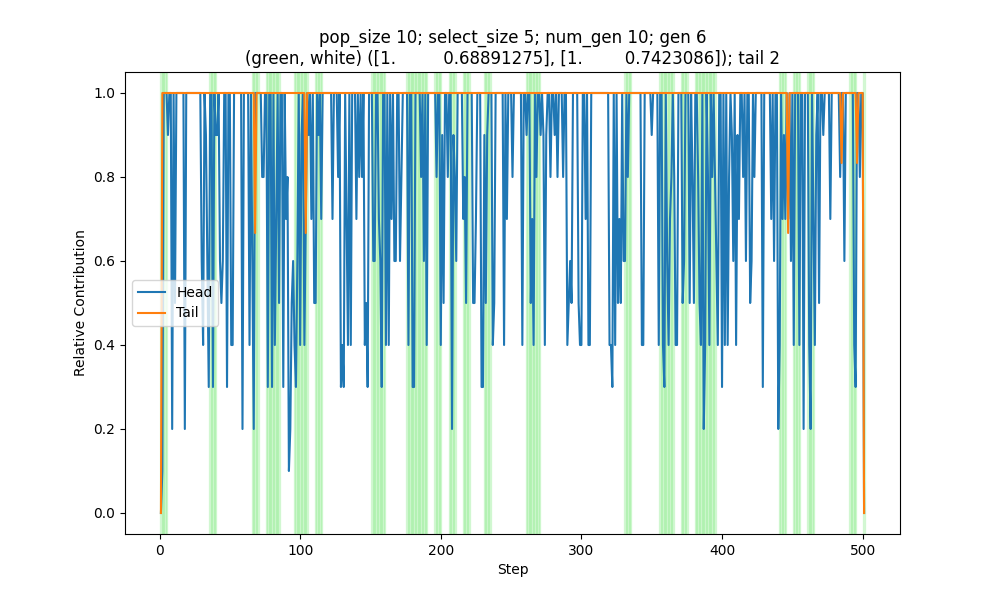 pop_size 10; select_size 5; num_gen 10; gen 6
(green, white) ([1. 0.68891275], [1. 0.7423086]); tail 2
1.0
0.8
0.6
0.4
0.2
0.0
Relative Contribution
Head
Tail
0 100 200 300 400 500
Step